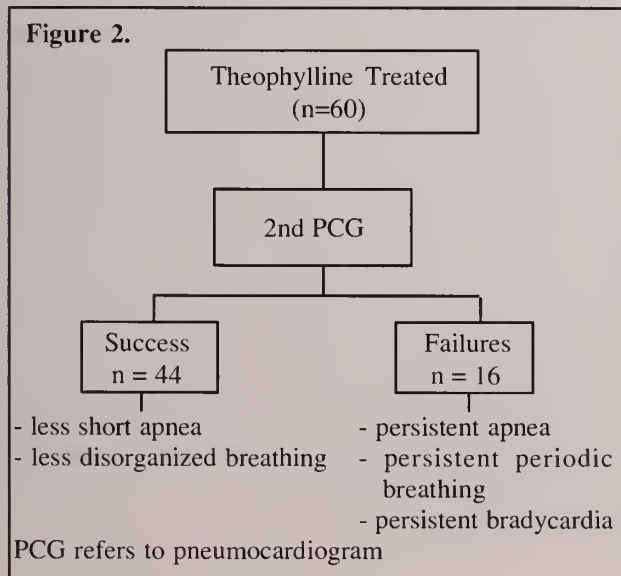 Figure 2.
Theophylline Treated
(n=60)
2nd PCG
Success
n = 44
Failures
n = 16
- less short apnea
- less disorganized breathing
- persistent apnea
- persistent periodic
breathing
- persistent bradycardia
PCG refers to pneumocardiogram